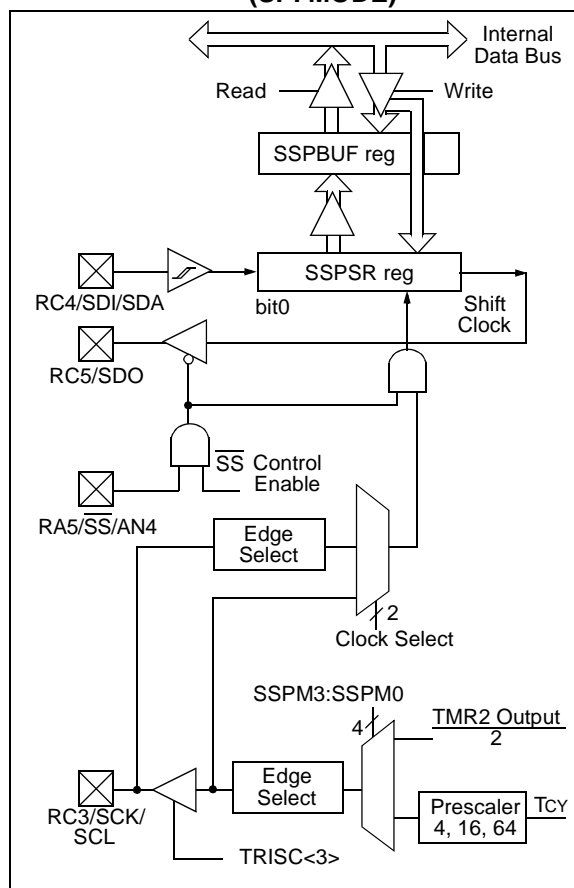 (SPI MODE)
Internal
Data Bus
Read
Write
SSPBUF reg
SSPSR reg
RC4/SDI/SDA
bit0
Shift
Clock
RC5/SDO
SS Control
Enable
RA5/SS/AN4
Edge
Select
2
Clock Select
SSPM3:SSPM0
4
TMR2 Output
2
Edge
Select
Prescaler
4, 16, 64
TCY
RC3/SCK/
SCL
TRISC<3>